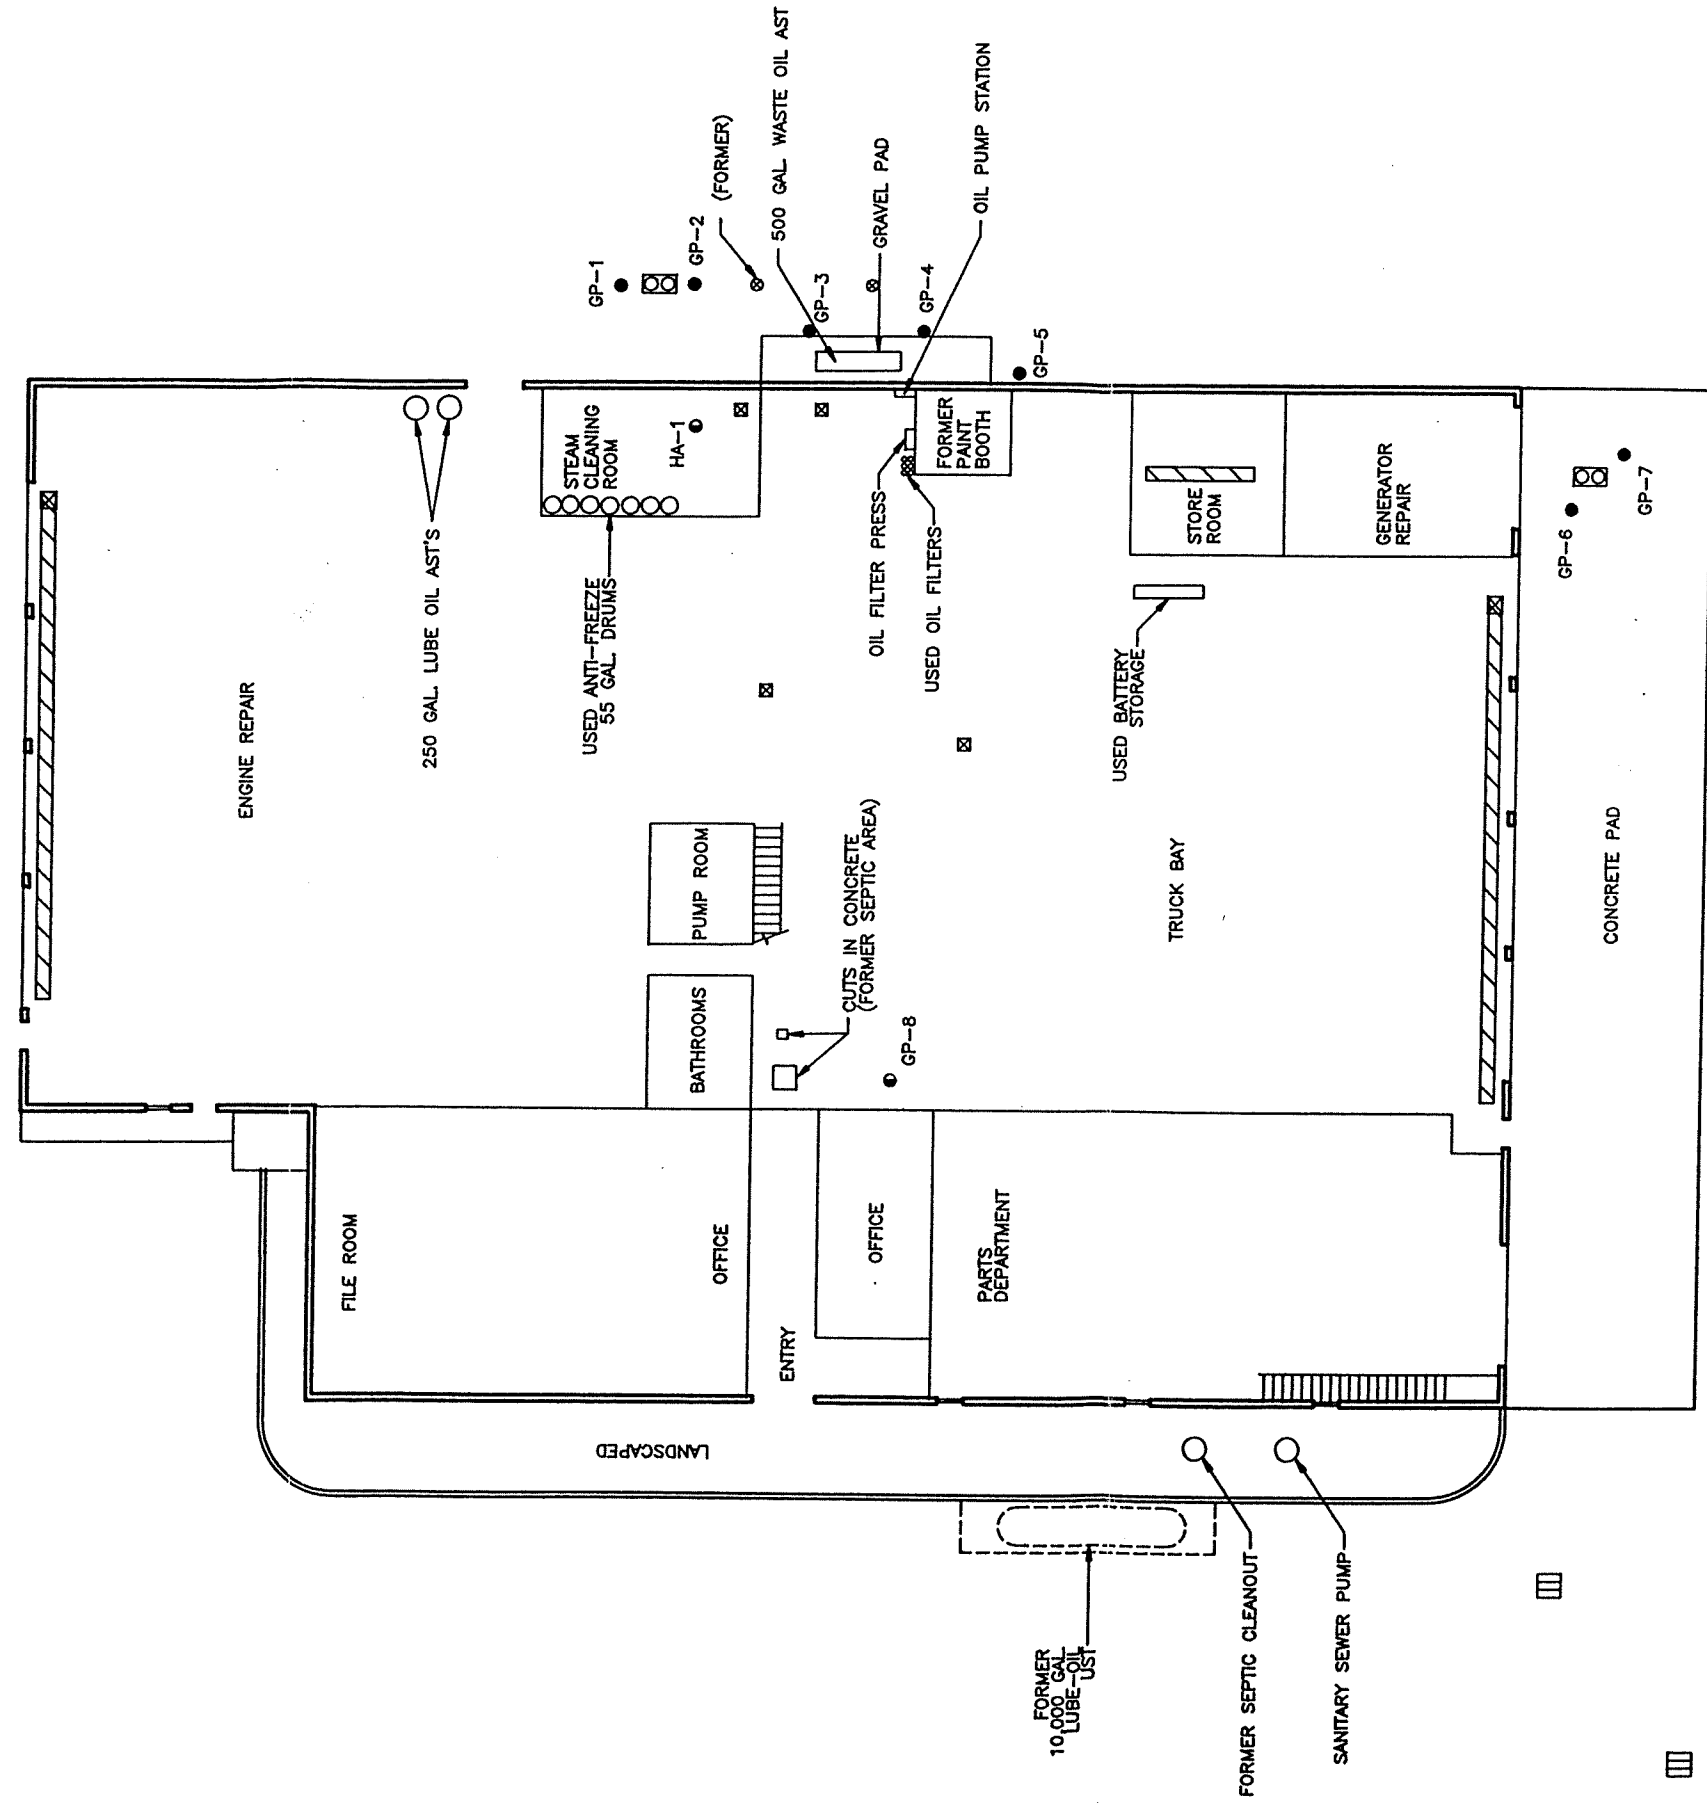 500 GAL. WASTE OIL AST
(FORMER)
OIL PUMP STATION
GRAVEL PAD
GP-1
GP-2
GP-3
GP-4
GP-5
STEAM
CLEANING
ROOM
HA-1
FORMER
PAINT
BOOTH
GP-7
GP-6
250 GAL. LUBE OIL AST'S
USED ANTI-FREEZE
55 GAL. DRUMS
OIL FILTER PRESS
USED OIL FILTERS
STORE
ROOM
GENERATOR
REPAIR
USED BATTERY
STORAGE
ENGINE REPAIR
PUMP ROOM
CUTS IN CONCRETE
(FORMER SEPTIC AREA)
TRUCK BAY
CONCRETE PAD
BATHROOMS
GP-8
FILE ROOM
OFFICE
OFFICE
PARTS
DEPARTMENT
ENTRY
LANDSCAPED
FORMER
10,000 GAL.
LUBE-OIL
UST
FORMER SEPTIC CLEANOUT
SANITARY SEWER PUMP